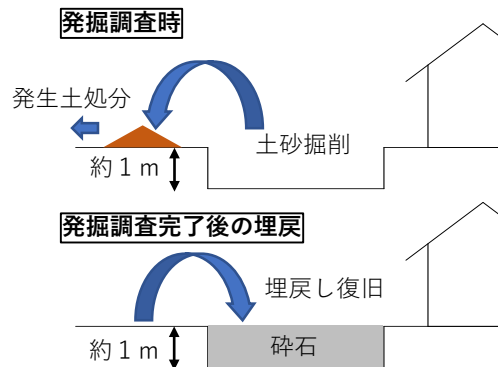 発掘調査時
発生土処分
土砂掘削
約１ｍ
発掘調査完了後の埋戻
埋戻し復旧
砕石
約１ｍ